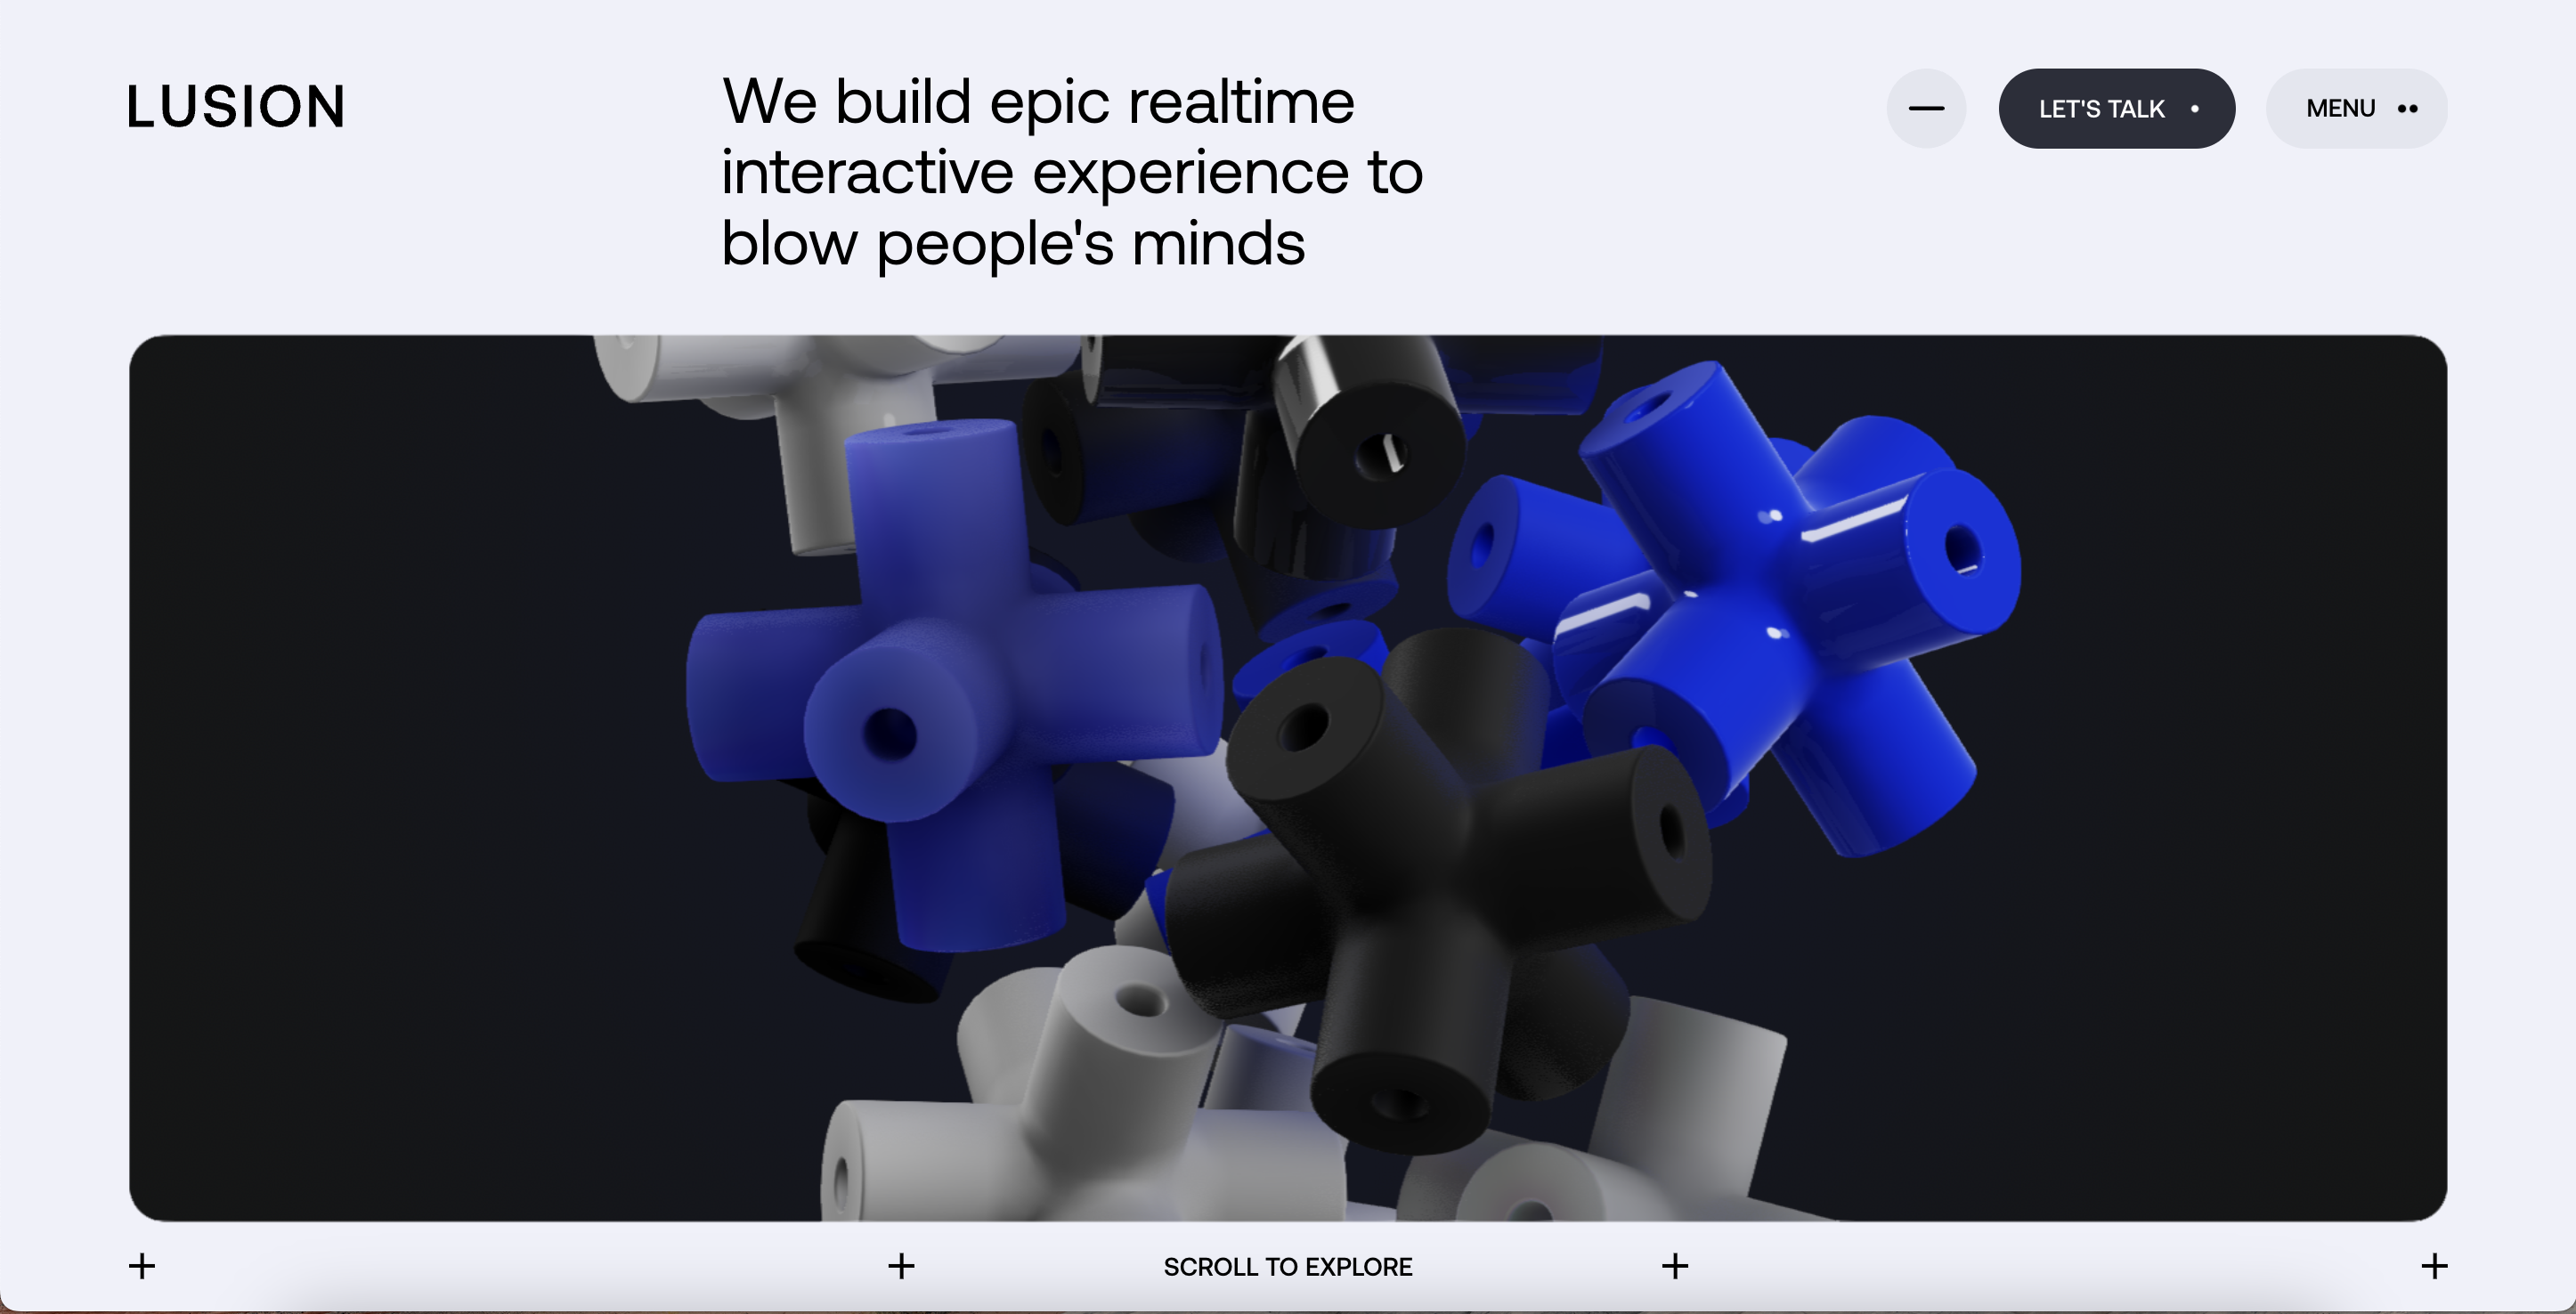 LUSION
We build epic realtime
interactive experience to
blow people's minds
LET'S TALK
MENU
SCROLL TO EXPLORE